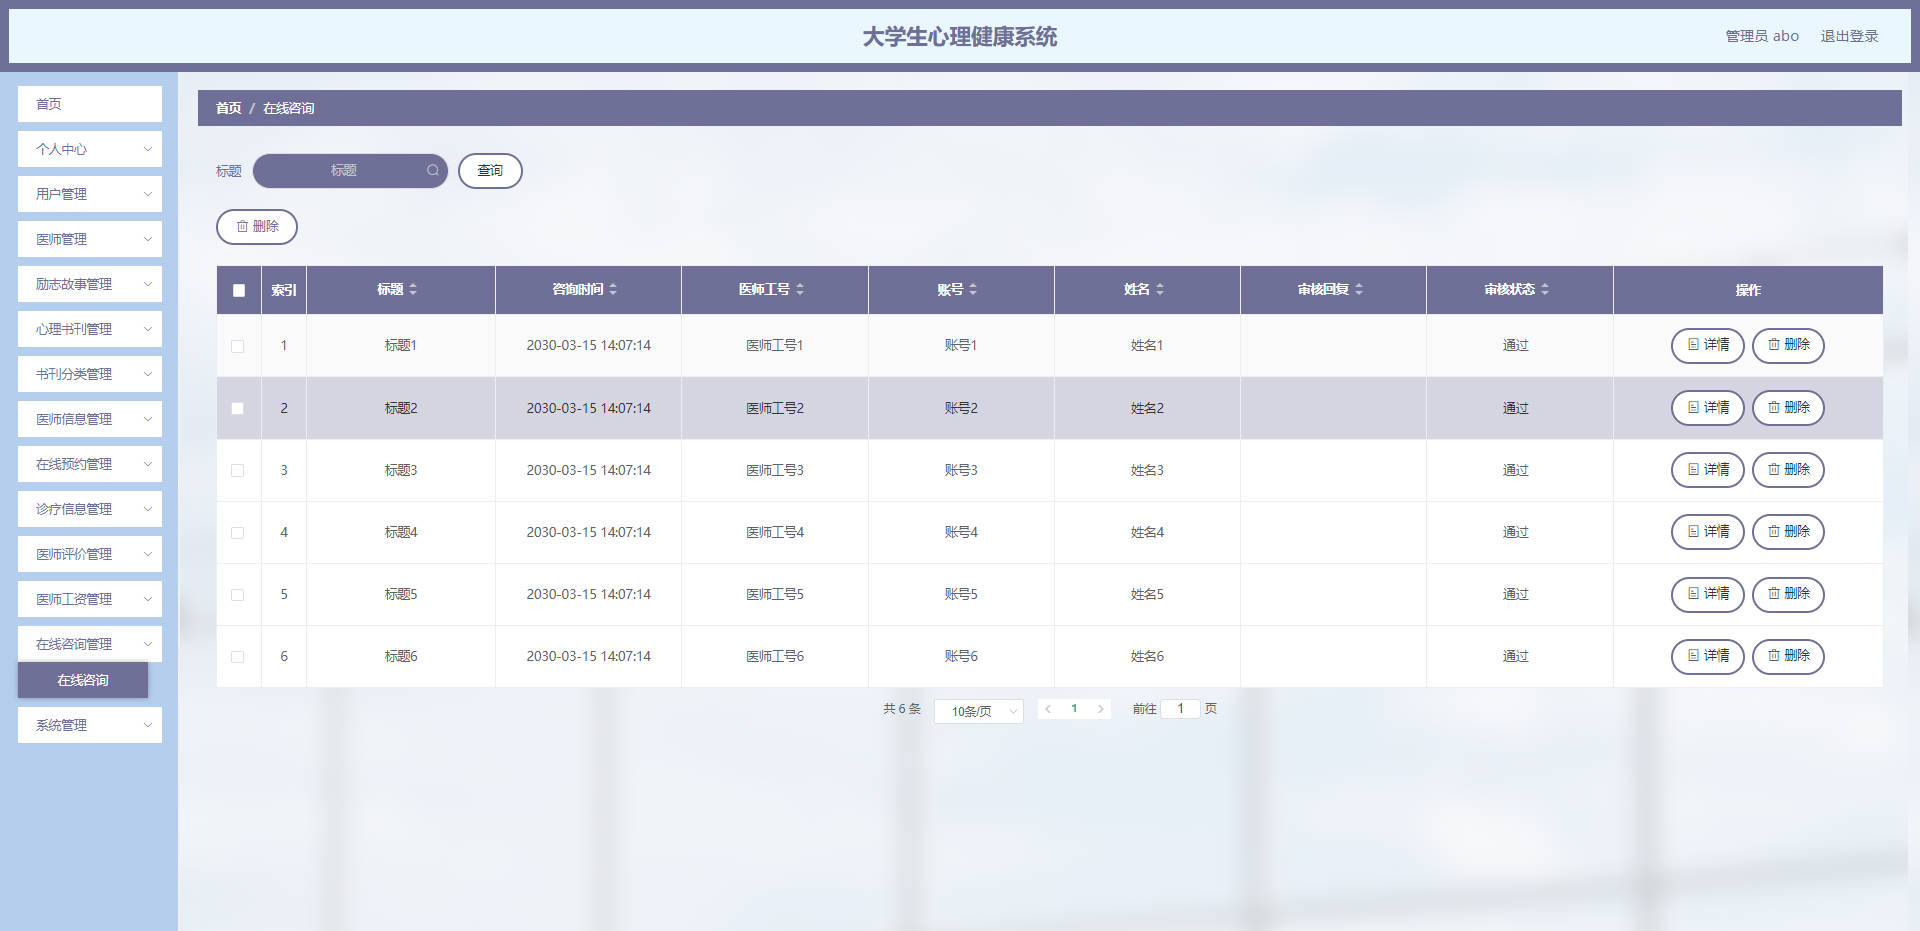 大学生心理健康系统
管理员 abo
退出登录
首页
个人中心
用户管理
医师管理
励志故事管理
心理书刊管理
书刊分类管理
医师信息管理
在线预约管理
诊疗信息管理
医师评价管理
医师工资管理
在线咨询管理
在线咨询
系统管理
首页 / 在线咨询
标题 标题 查询
删除
索引 标题 咨询时间 医师工号 账号 姓名 审核回复 审核状态 操作
1 标题1 2030-03-15 14:07:14 医师工号1 账号1 姓名1 通过 详情 删除
2 标题2 2030-03-15 14:07:14 医师工号2 账号2 姓名2 通过 详情 删除
3 标题3 2030-03-15 14:07:14 医师工号3 账号3 姓名3 通过 详情 删除
4 标题4 2030-03-15 14:07:14 医师工号4 账号4 姓名4 通过 详情 删除
5 标题5 2030-03-15 14:07:14 医师工号5 账号5 姓名5 通过 详情 删除
6 标题6 2030-03-15 14:07:14 医师工号6 账号6 姓名6 通过 详情 删除
共 6 条 10条/页 1 前往 1 页